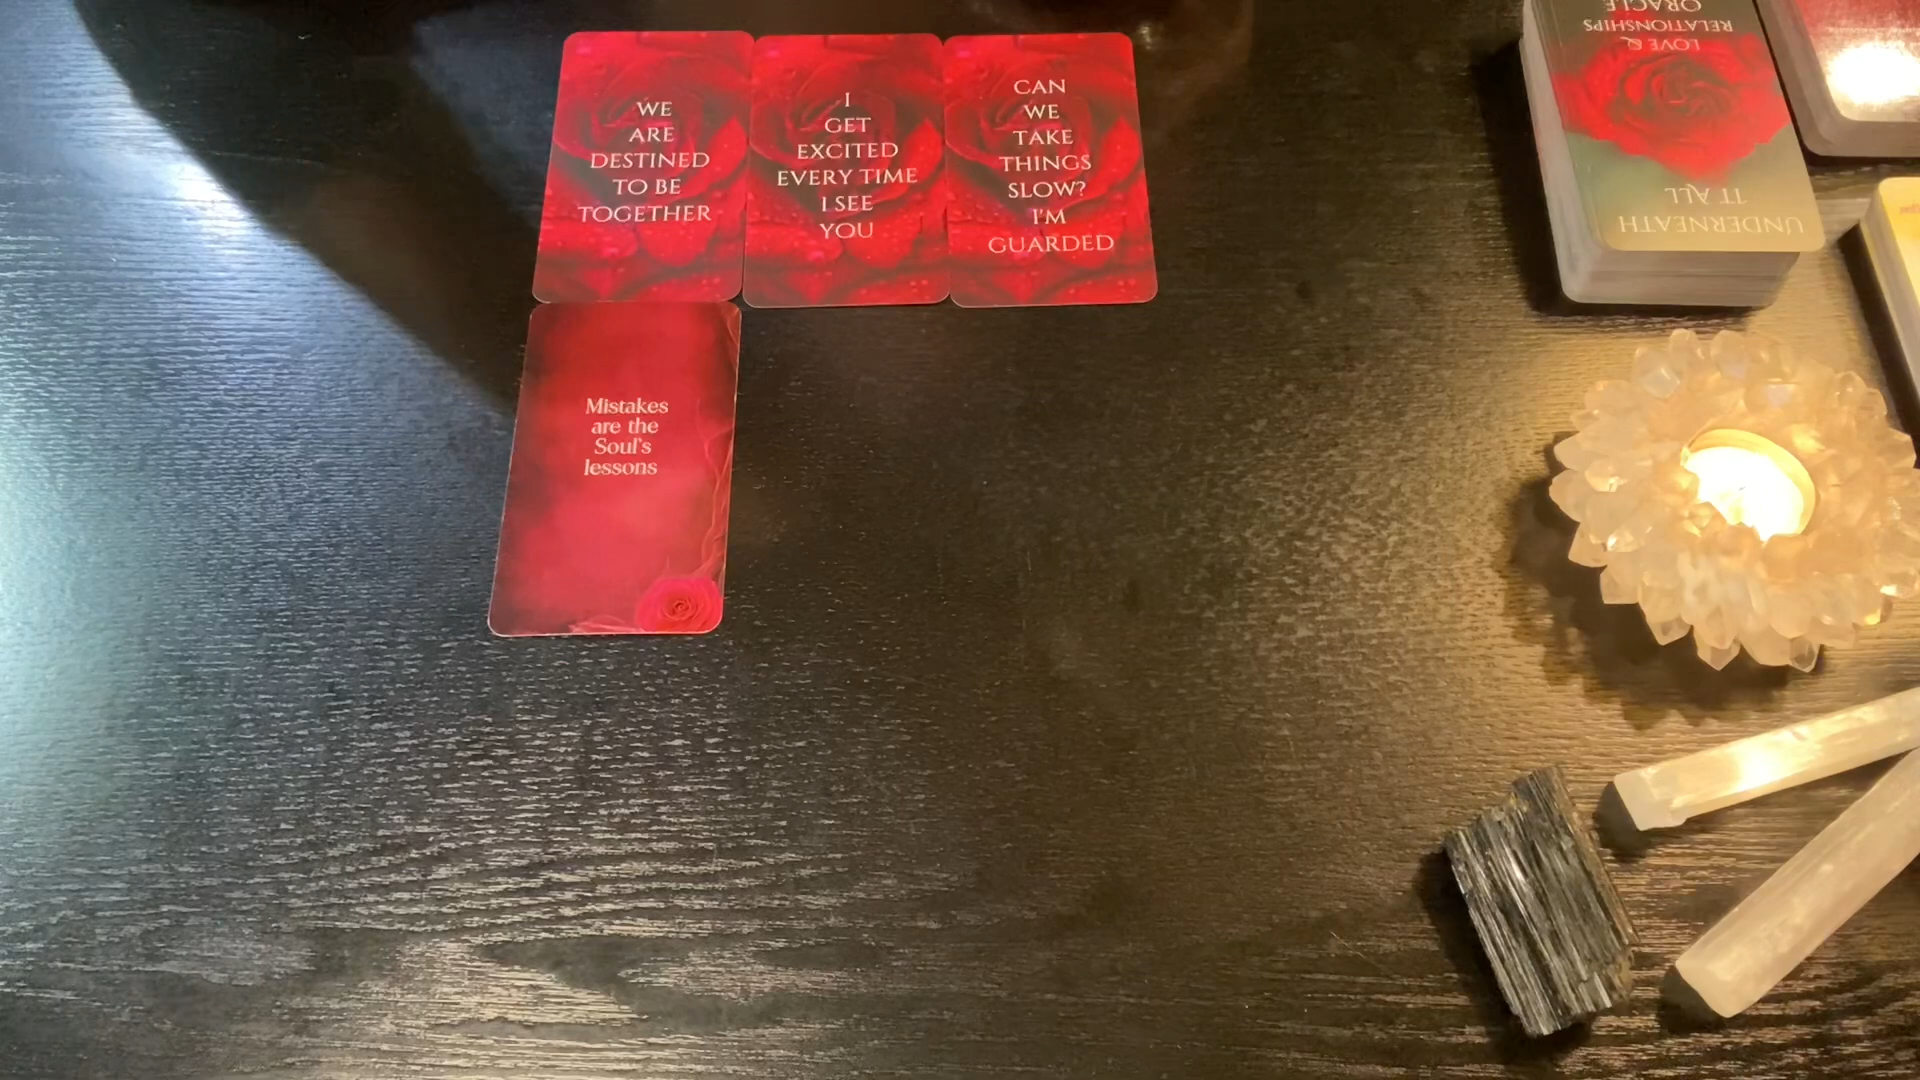 WE
ARE
DESTINED
TO BE
TOGETHER
I
GET
EXCITED
EVERY TIME
I SEE
YOU
CAN
WE
TAKE
THINGS
SLOW?
I'M
GUARDED
Mistakes
are the
Soul's
lessons
UNDERNEATH
IT ALL
LOVE &
RELATIONSHIPS
ORACLE